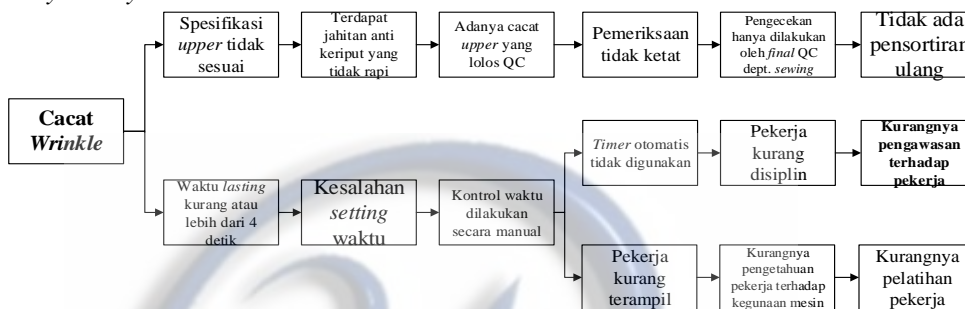 Spesifikasi
upper tidak
sesuai
Terdapat
jahitan anti
keriput yang
tidak rapi
Adanya cacat
upper yang
lolos QC
Pemeriksaan
tidak ketat
Pengecekan
hanya dilakukan
oleh final QC
dept. sewing
Tidak ada
pensortiran
ulang
Cacat
Wrinkle
Waktu lasting
kurang atau
lebih dari 4
detik
Kesalahan
setting
waktu
Kontrol waktu
dilakukan
secara manual
Timer otomatis
tidak digunakan
Pekerja
kurang
disiplin
Kurangnya
pengawasan
terhadap
pekerja
Pekerja
kurang
terampil
Kurangnya
pengetahuan
pekerja terhadap
kegunaan mesin
Kurangnya
pelatihan
pekerja